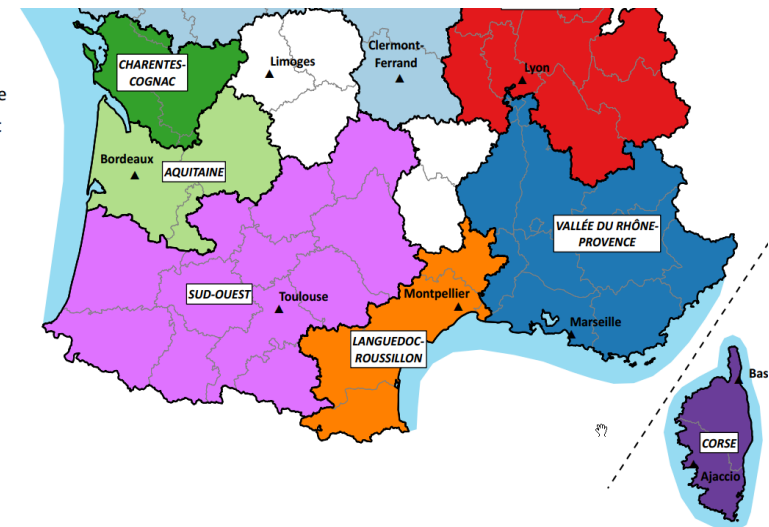 e
Clermont-
Ferrand
Limoges
CHARENTES-
COGNAC
Lyon
Bordeaux
AQUITAINE
VALLÉE DU RHÔNE-
PROVENCE
SUD-OUEST
Toulouse
Montpellier
Marseille
LANGUEDOC-
ROUSSILLON
Bas
CORSE
Ajaccio